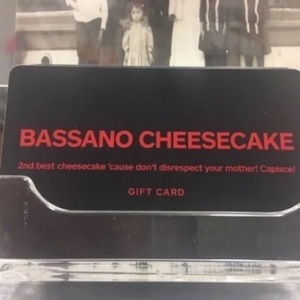 BASSANO CHEESECAKE
2nd best cheesecake 'cause don't disrespect your mother! Capisce!
GIFT CARD